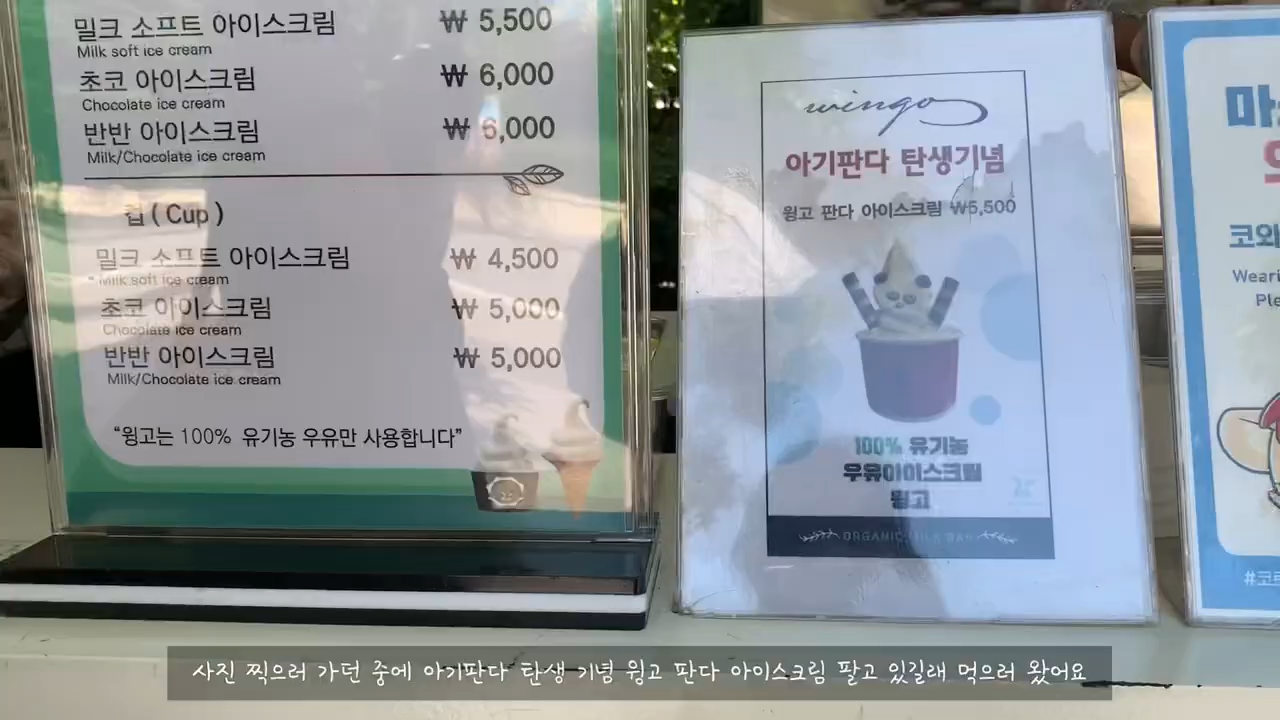 밀크 소프트 아이스크림 ₩ 5,500
Milk soft ice cream
초코 아이스크림 ₩ 6,000
Chocolate ice cream
반반 아이스크림 ₩ 6,000
Milk/Chocolate ice cream
컵 ( Cup )
밀크 소프트 아이스크림 ₩ 4,500
Milk soft ice cream
초코 아이스크림 ₩ 5,000
Chocolate ice cream
반반 아이스크림 ₩ 5,000
Milk/Chocolate ice cream
“윙고는 100% 유기농 우유만 사용합니다”
wingo
아기판다 탄생기념
윙고 판다 아이스크림
100% 유기농
우유아이스크림
윙고
ORGANIC MILK BAR
Weari
Ple
사진 찍으러 가던 중에 아기판다 탄생 기념 윙고 판다 아이스크림 팔고 있길래 먹으러 왔어요